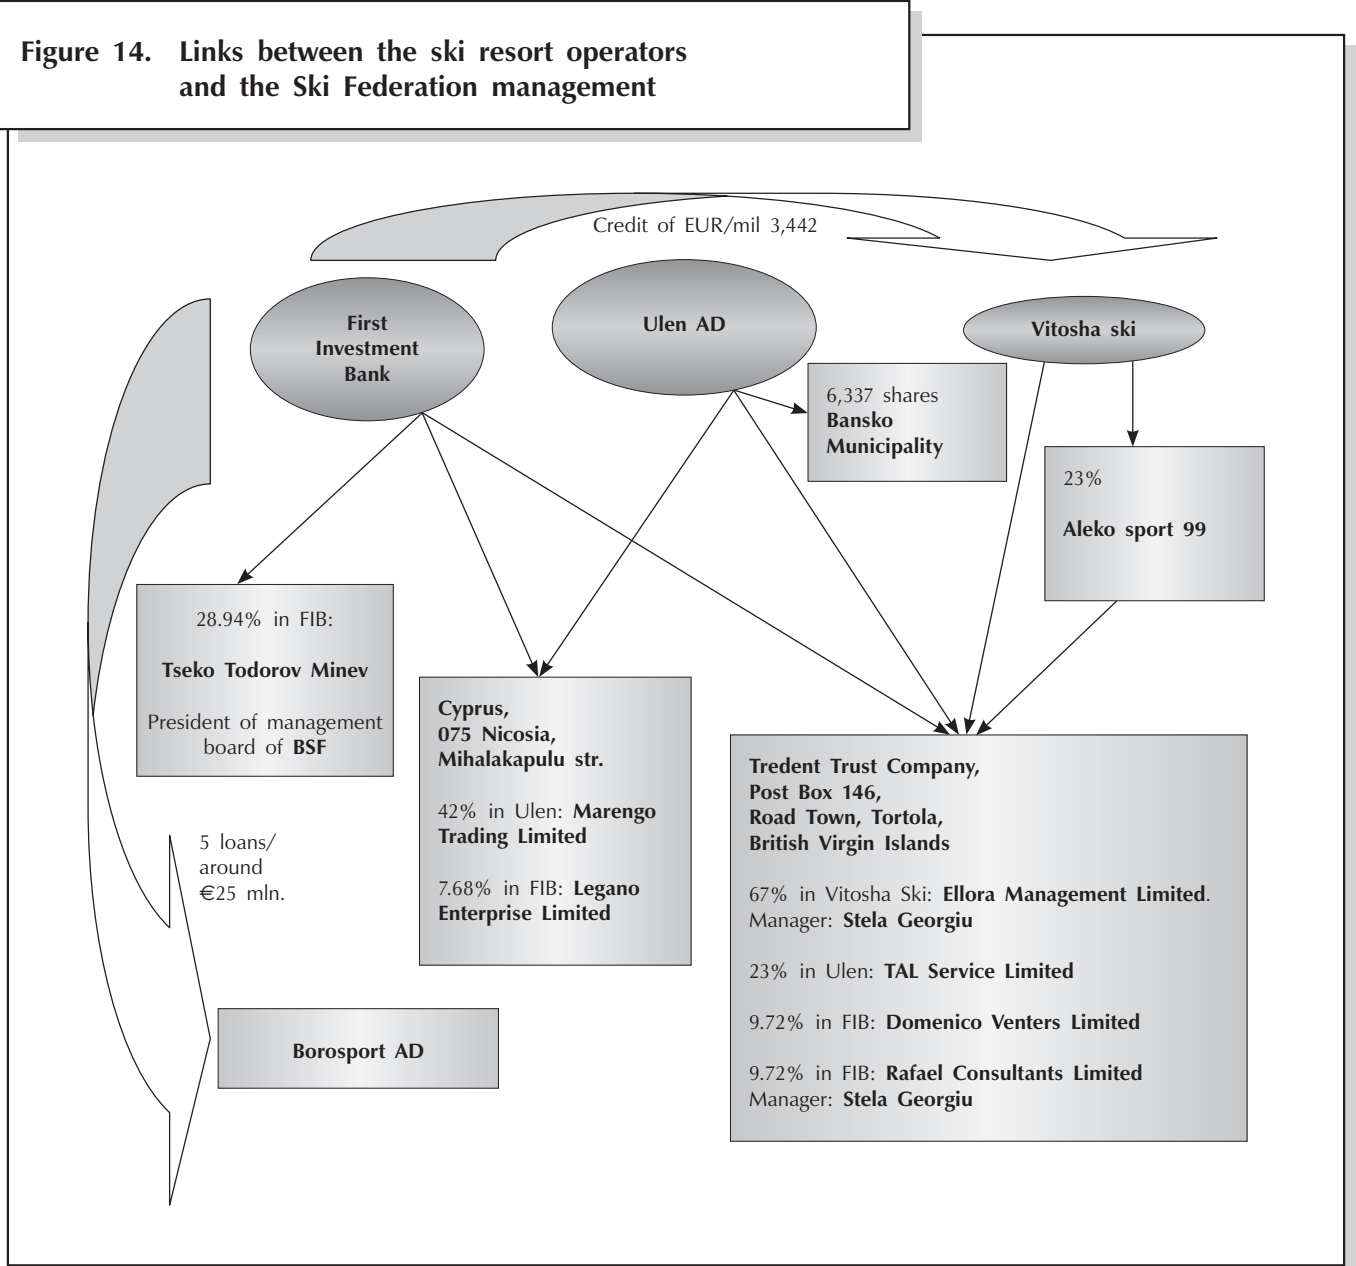 Figure 14. Links between the ski resort operators
and the Ski Federation management
Credit of EUR/mil 3,442
First
Investment
Bank
Ulen AD
Vitosha ski
6,337 shares
Bansko
Municipality
23%
Aleko sport 99
28.94% in FIB:
Tseko Todorov Minev
President of management
board of BSF
Cyprus,
075 Nicosia,
Mihalakapulu str.
42% in Ulen: Marengo
Trading Limited
7.68% in FIB: Legano
Enterprise Limited
Tredent Trust Company,
Post Box 146,
Road Town, Tortola,
British Virgin Islands
67% in Vitosha Ski: Ellora Management Limited.
Manager: Stela Georgiu
23% in Ulen: TAL Service Limited
9.72% in FIB: Domenico Venters Limited
9.72% in FIB: Rafael Consultants Limited
Manager: Stela Georgiu
5 loans/
around
€25 mln.
Borosport AD